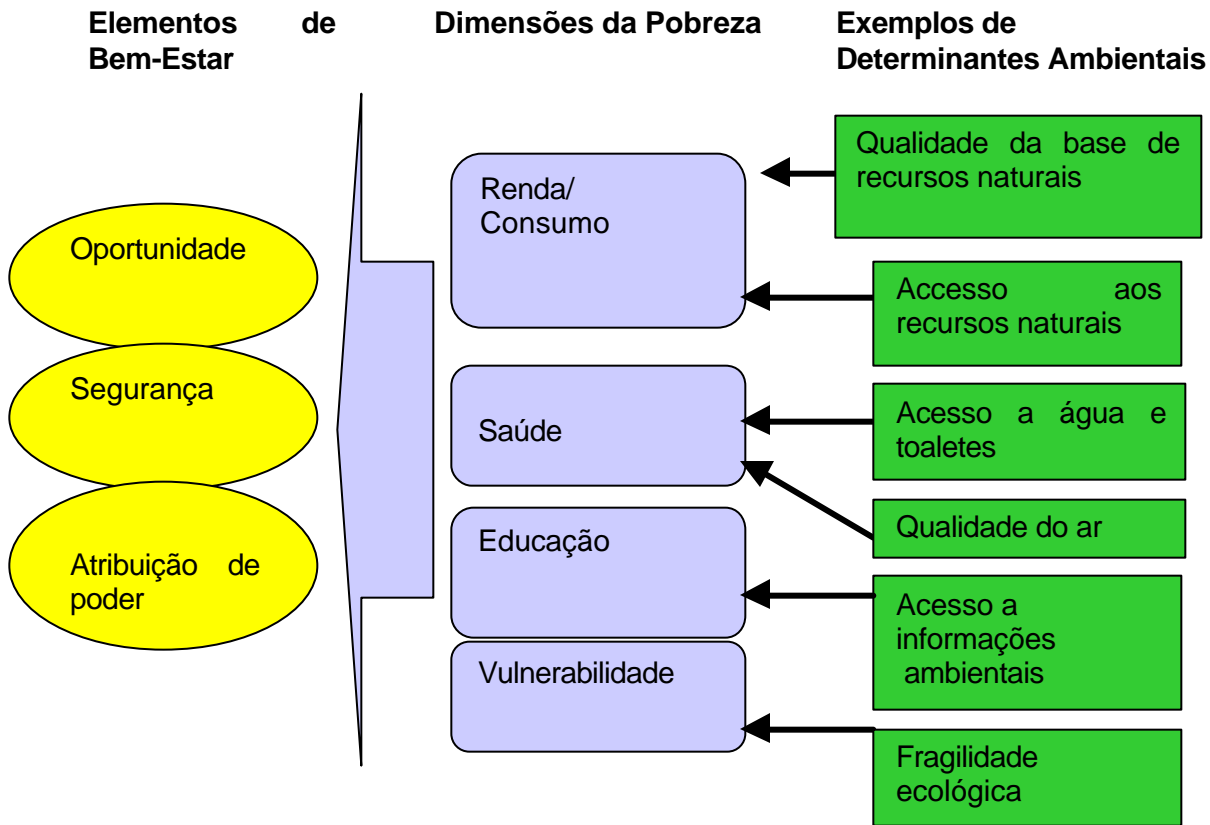 Elementos de
Bem-Estar
Dimensões da Pobreza
Exemplos de
Determinantes Ambientais
Oportunidade
Segurança
Atribuição de
poder
Renda/
Consumo
Saúde
Educação
Vulnerabilidade
Qualidade da base de
recursos naturais
Accesso aos
recursos naturais
Acesso a água e
toaletes
Qualidade do ar
Acesso a
informações
ambientais
Fragilidade
ecológica